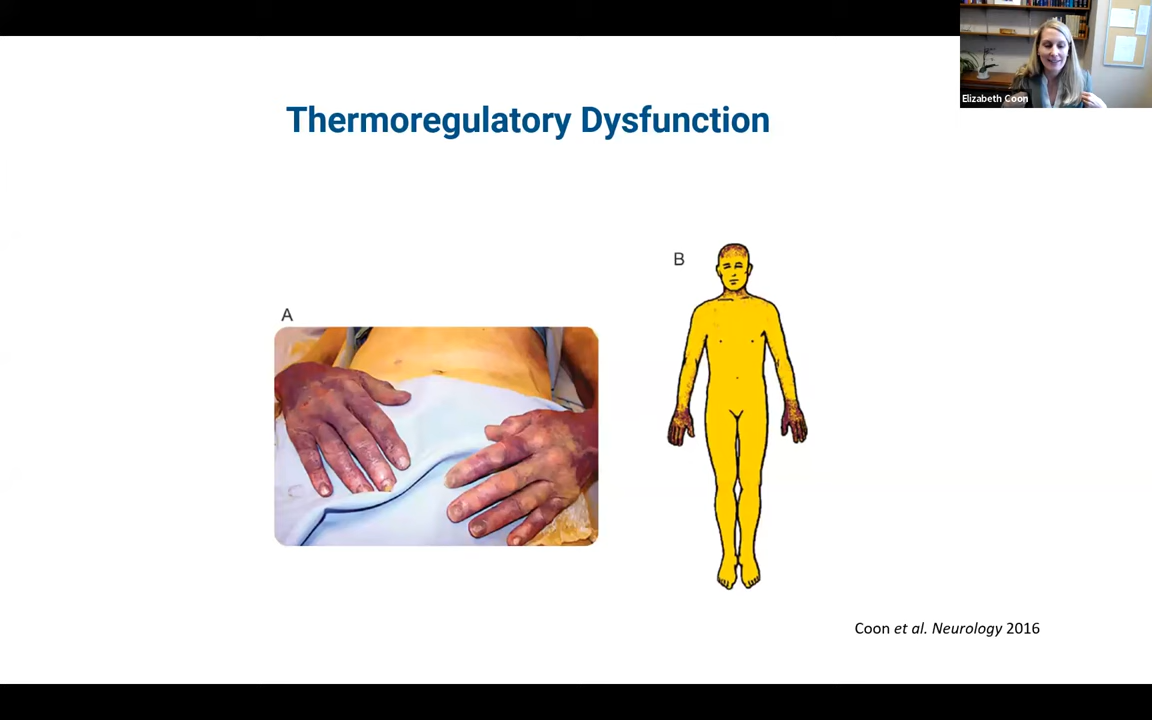 Elizabeth Coon
Thermoregulatory Dysfunction
B
A
Coon et al. Neurology 2016